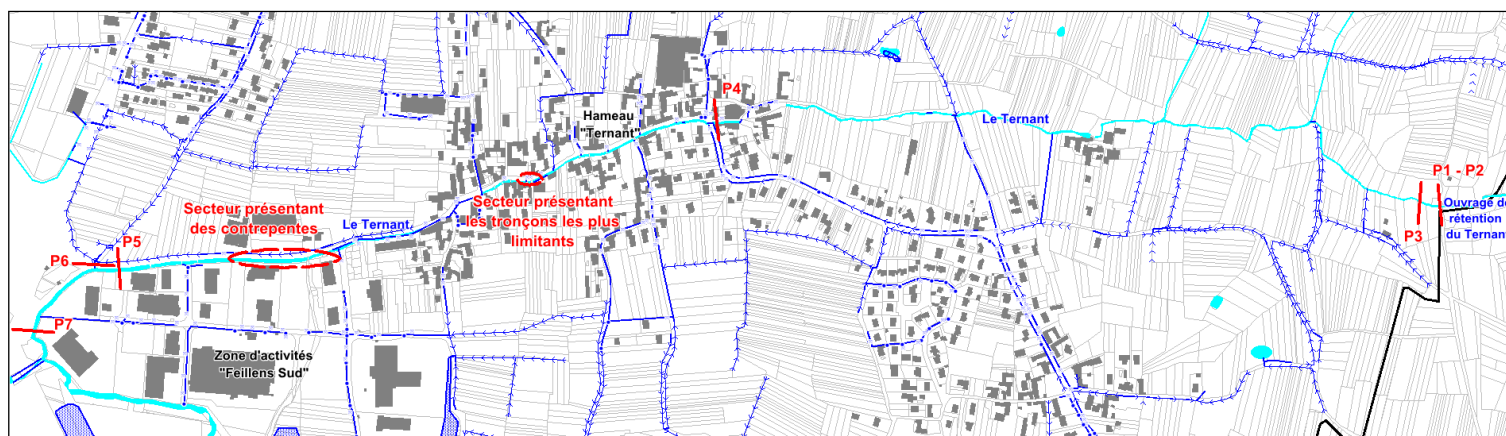 P4
Hameau
"Ternant"
Le Ternant
P1 - P2
Ouvrage de
rétention
du Ternant
P3
Secteur présentant
des contrepentes
Le Ternant
Secteur présentant
les tronçons les plus
limitants
P5
P6
P7
Zone d'activités
"Feillens Sud"